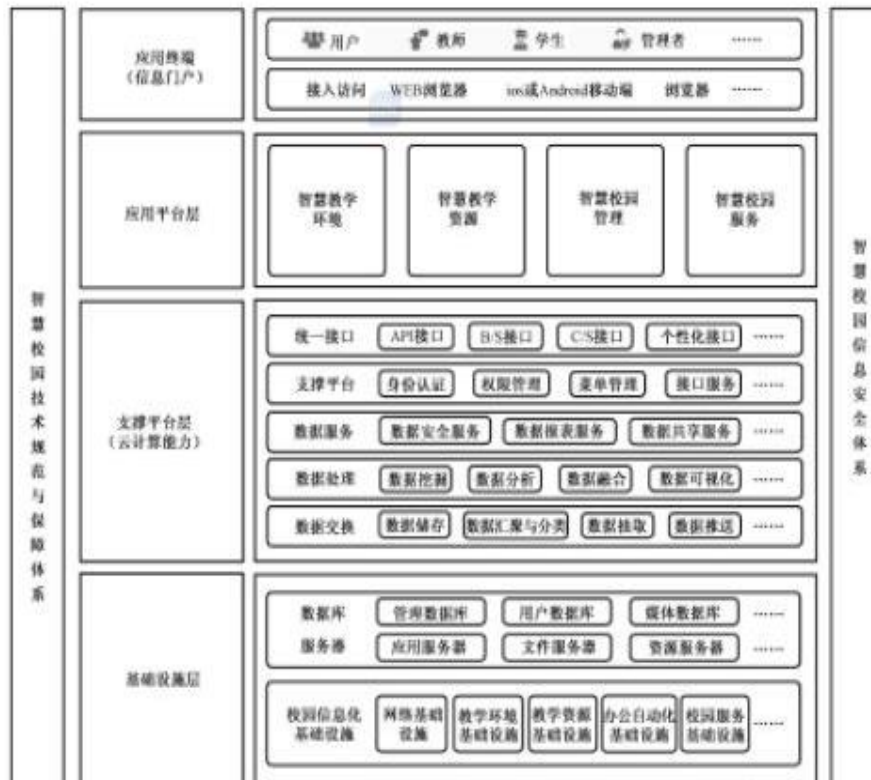 应用终端
（信息门户）
用户 教师 学生 管理者 ……
接入访问 WEB浏览器 ios或Android移动端 浏览器 ……
应用平台层
智慧教学
环境
智慧教学
资源
智慧校园
管理
智慧校园
服务
支撑平台层
（云计算能力）
统一接口 API接口 B/S接口 C/S接口 个性化接口 ……
支撑平台 身份认证 权限管理 菜单管理 接口服务 ……
数据服务 数据安全服务 数据报表服务 数据共享服务 ……
数据处理 数据挖掘 数据分析 数据融合 数据可视化 ……
数据交换 数据储存 数据汇聚与分类 数据抽取 数据推送 ……
基础设施层
数据库 管理数据库 用户数据库 媒体数据库 ……
服务器 应用服务器 文件服务器 资源服务器 ……
校园信息化
基础设施
网络基础
设施
教学环境
基础设施
教学资源
基础设施
办公自动化
基础设施
校园服务
基础设施
……
智慧校园技术规范与保障体系
智慧校园信息安全体系